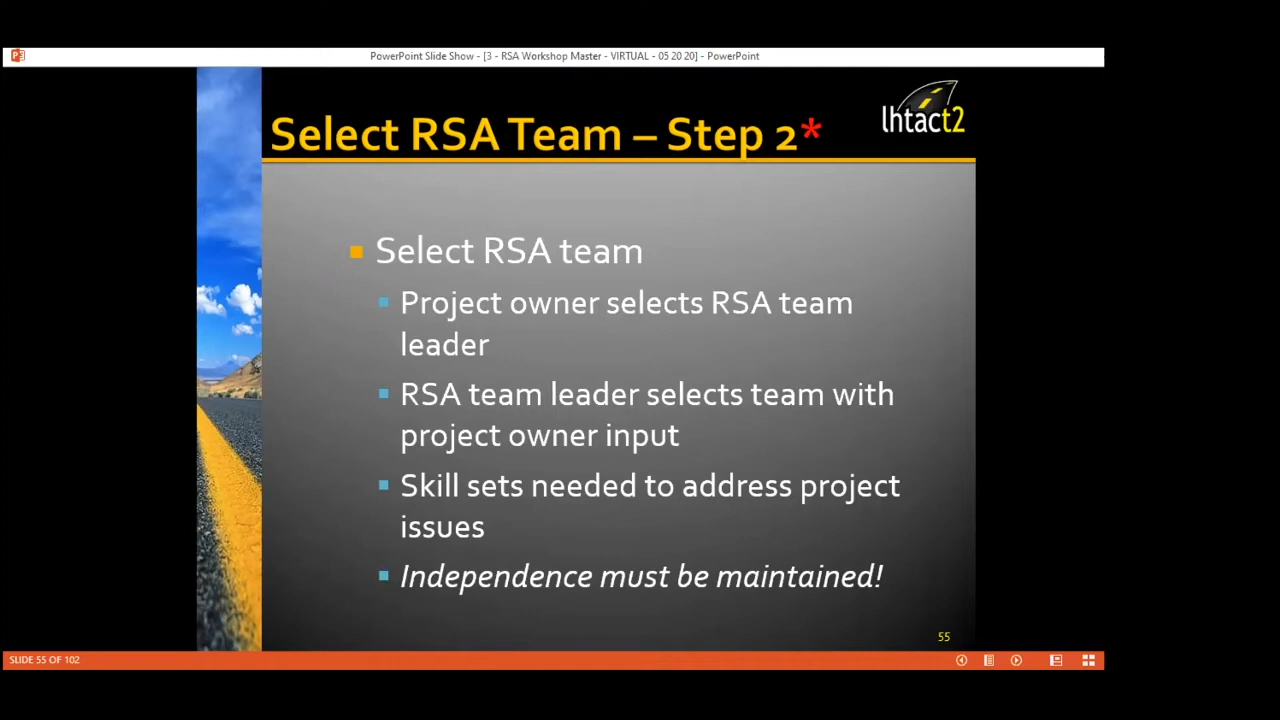 PowerPoint Slide Show - [3 - RSA Workshop Master - VIRTUAL - 05 20 20] - PowerPoint
lhtact2
Select RSA Team – Step 2*
Select RSA team
Project owner selects RSA team
leader
RSA team leader selects team with
project owner input
Skill sets needed to address project
issues
Independence must be maintained!
55
SLIDE 55 OF 102